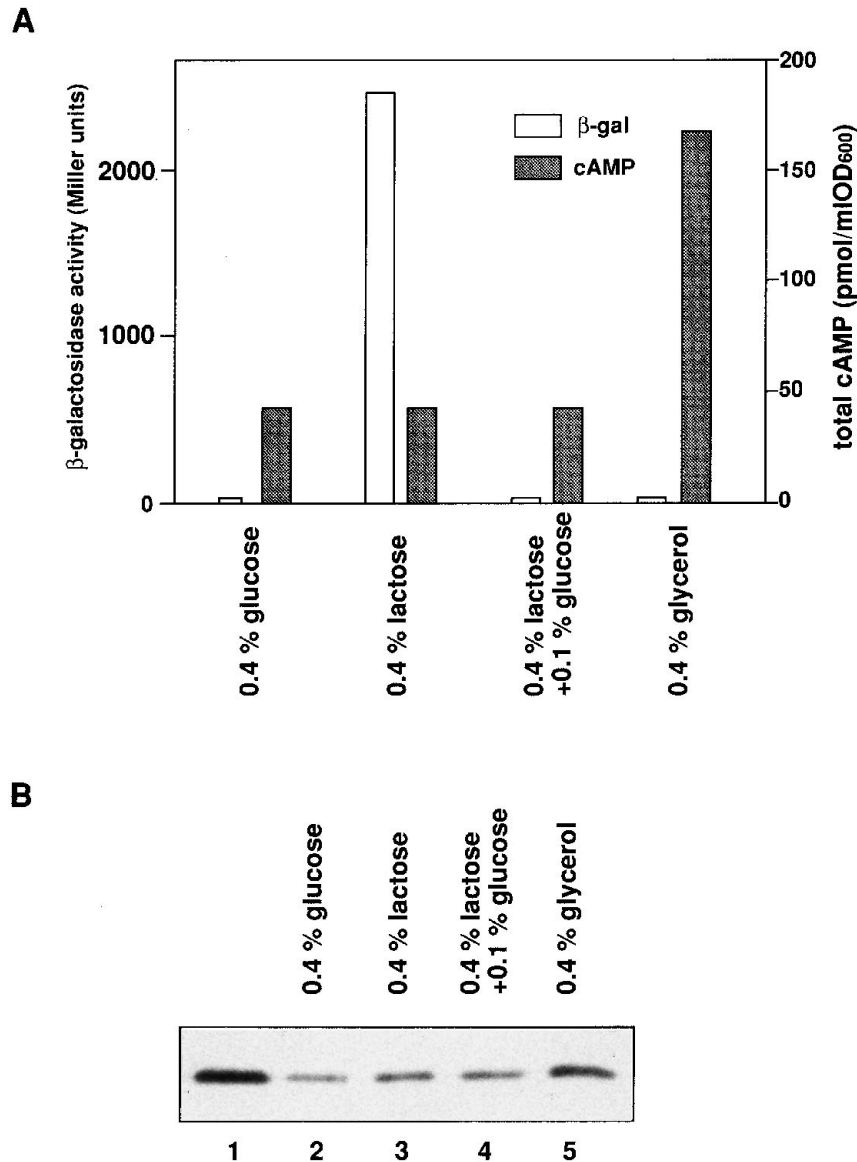 A
β-galactosidase activity (Miller units)
2000
1000
0
β-gal
cAMP
200
150
100
50
0
total cAMP (pmol/mlOD600)
0.4 % glucose
0.4 % lactose
0.4 % lactose
+0.1 % glucose
0.4 % glycerol
B
0.4 % glucose
0.4 % lactose
0.4 % lactose
+0.1 % glucose
0.4 % glycerol
1 2 3 4 5